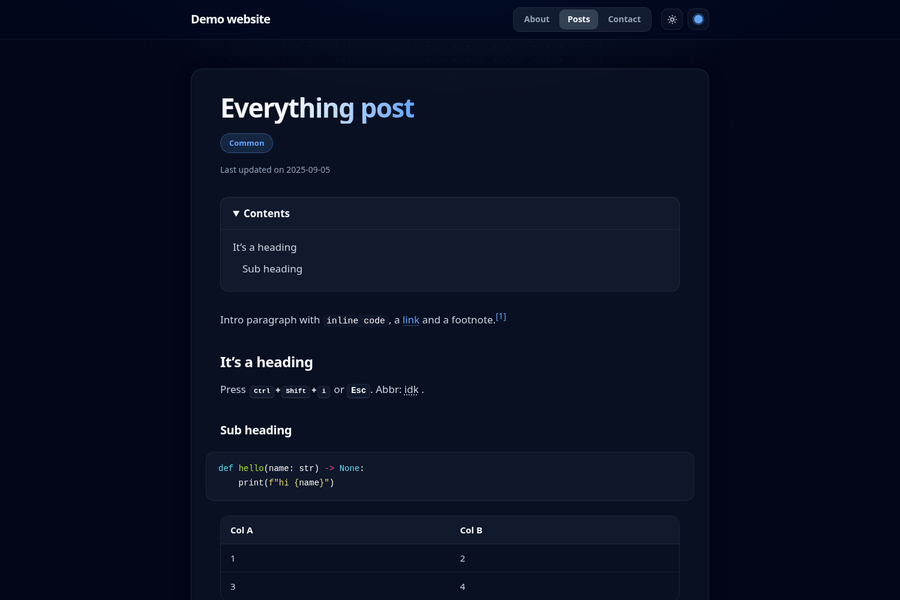 Demo website
About Posts Contact
Everything post
Common
Last updated on 2025-09-05
▼ Contents
It’s a heading
Sub heading
Intro paragraph with inline code, a link and a footnote.[1]
It’s a heading
Press Ctrl+Shift+i or Esc. Abbr: idk .
Sub heading
def hello(name: str) -> None:
    print(f"hi {name}")
Col A Col B
1 2
3 4